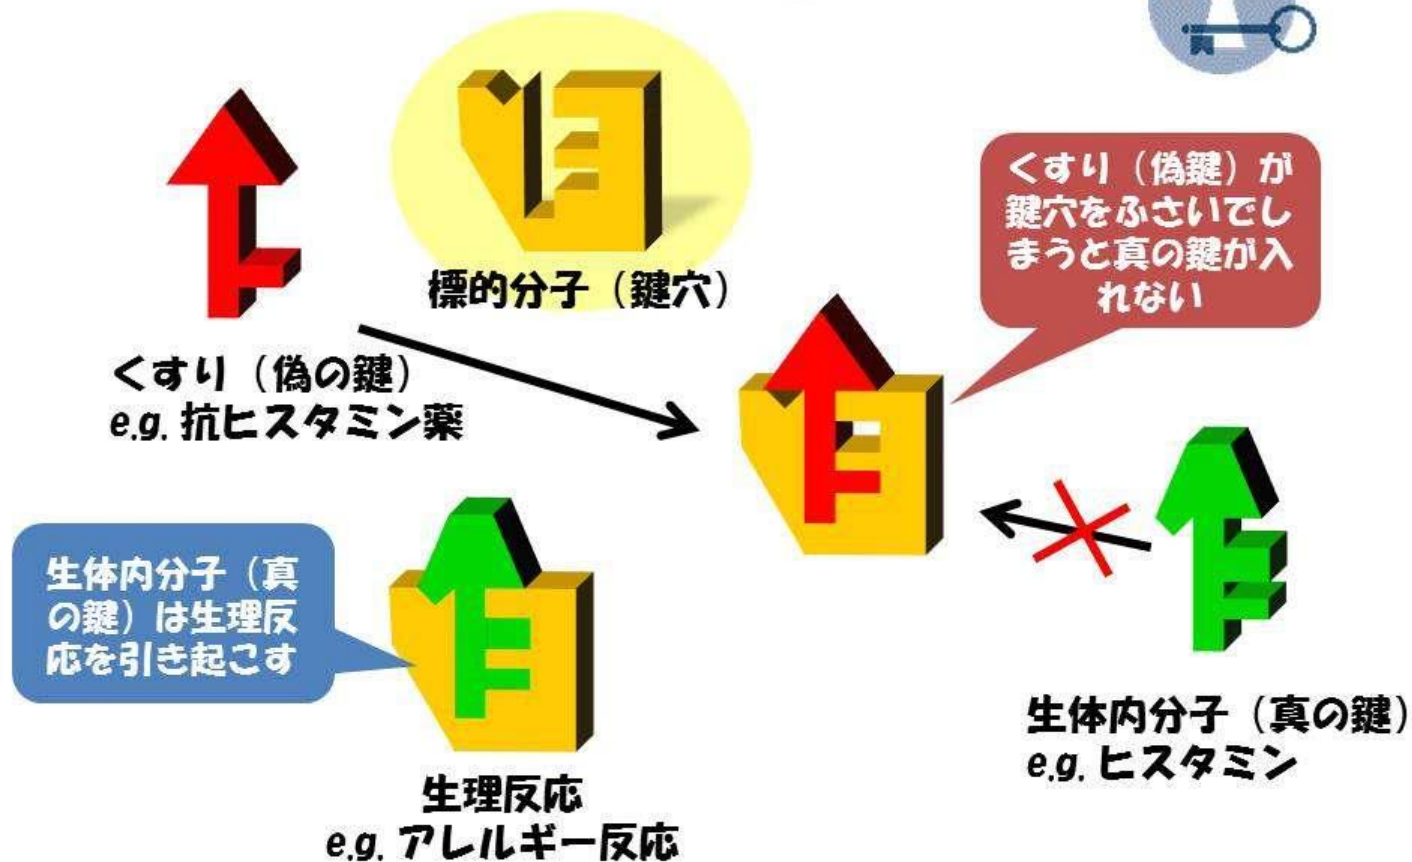 標的分子（鍵穴）
くすり（偽の鍵）
e.g. 抗ヒスタミン薬
くすり（偽鍵）が
鍵穴をふさいでし
まうと真の鍵が入
れない
生体内分子（真
の鍵）は生理反
応を引き起こす
生理反応
e.g. アレルギー反応
生体内分子（真の鍵）
e.g. ヒスタミン